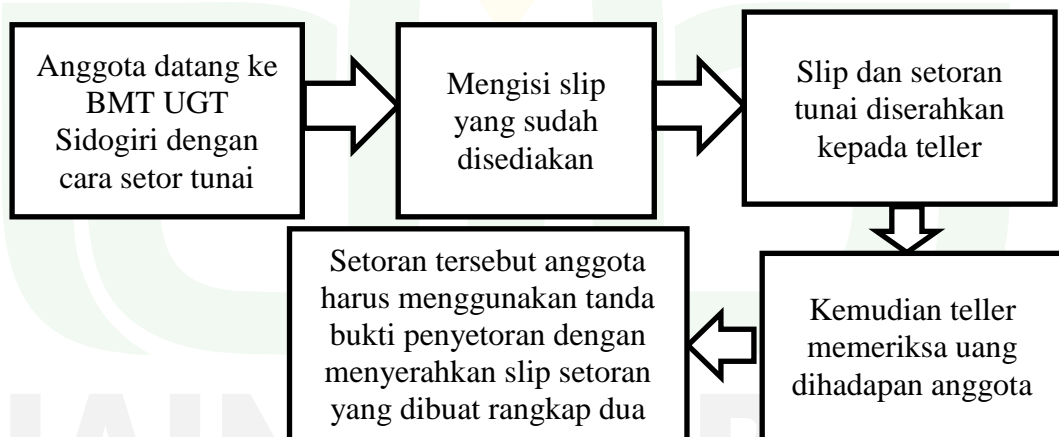 Anggota datang ke
BMT UGT
Sidogiri dengan
cara setor tunai
Mengisi slip
yang sudah
disediakan
Slip dan setoran
tunai diserahkan
kepada teller
Kemudian teller
memeriksa uang
dihadapan anggota
Setoran tersebut anggota
harus menggunakan tanda
bukti penyetoran dengan
menyerahkan slip setoran
yang dibuat rangkap dua